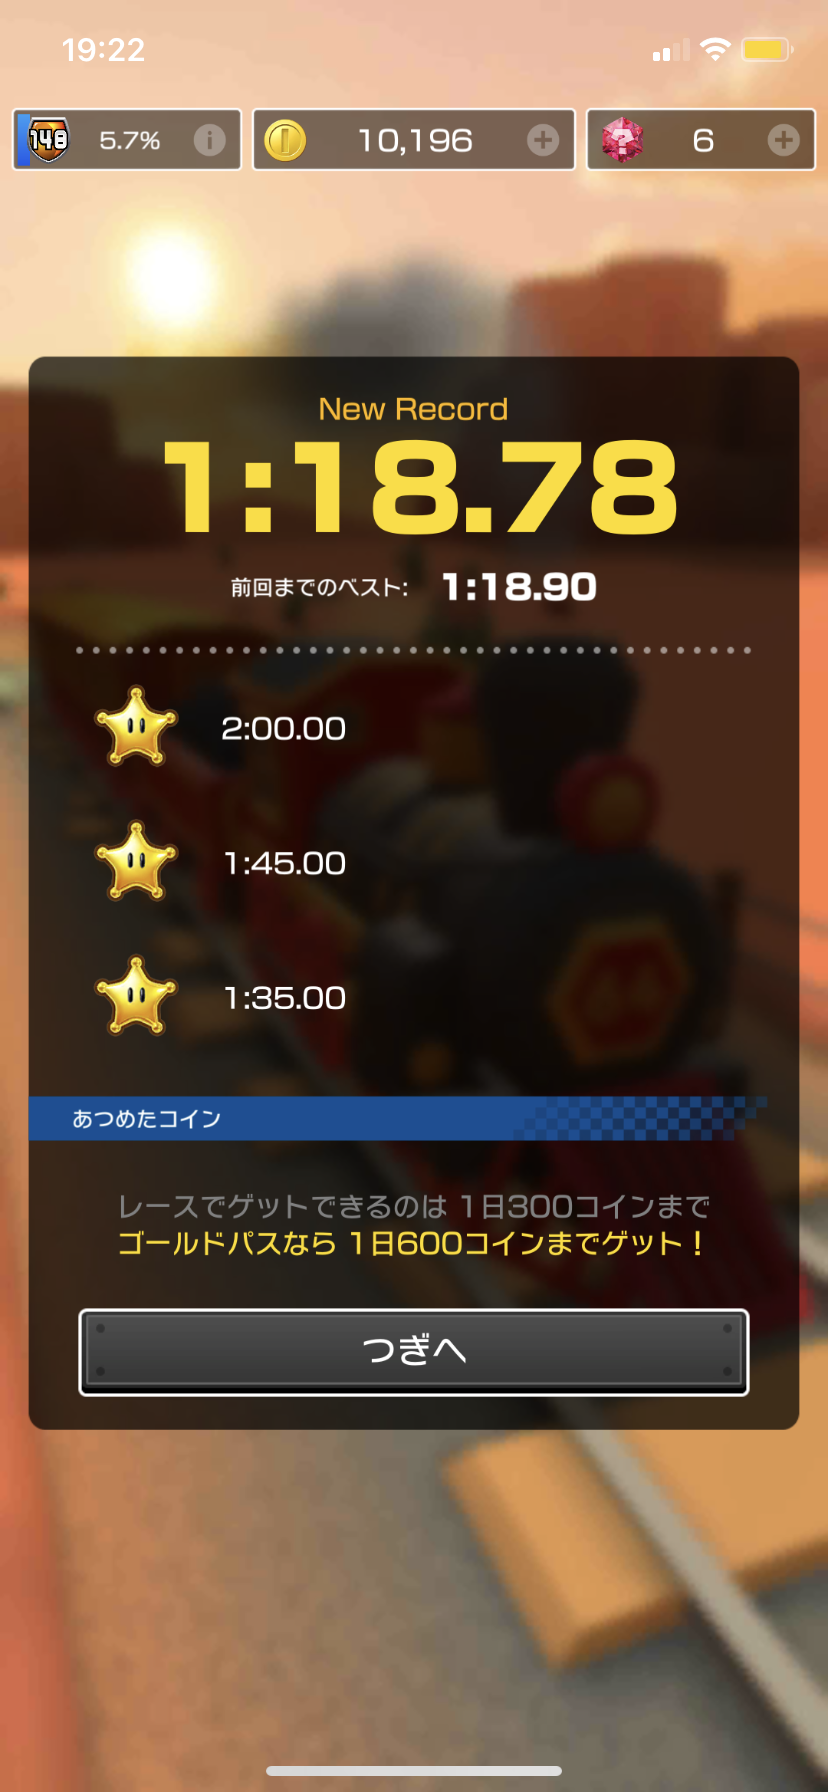 19:22
148 5.7% 10,196 6
New Record
1:18.78
前回までのベスト: 1:18.90
2:00.00
1:45.00
1:35.00
あつめたコイン
レースでゲットできるのは 1日300コインまで
ゴールドパスなら 1日600コインまでゲット！
つぎへ